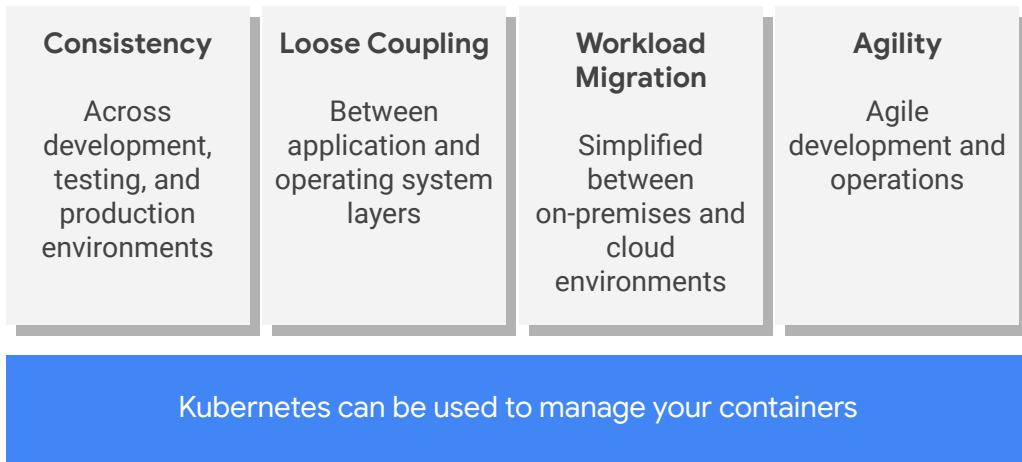 Consistency
Across
development,
testing, and
production
environments
Loose Coupling
Between
application and
operating system
layers
Workload
Migration
Simplified
between
on-premises and
cloud
environments
Agility
Agile
development and
operations
Kubernetes can be used to manage your containers